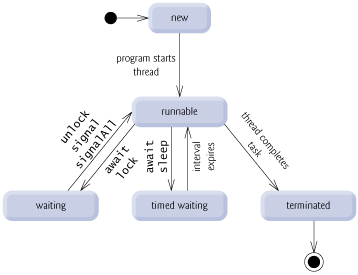 new
program starts
thread
runnable
unlock
signal
signalAll
await
lock
await
sleep
interval
expires
thread completes
task
waiting
timed waiting
terminated